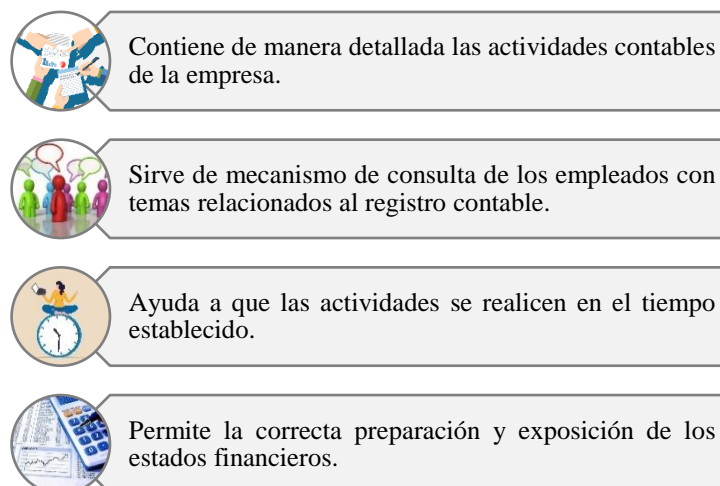 Contiene de manera detallada las actividades contables
de la empresa.
Sirve de mecanismo de consulta de los empleados con
temas relacionados al registro contable.
Ayuda a que las actividades se realicen en el tiempo
establecido.
Permite la correcta preparación y exposición de los
estados financieros.